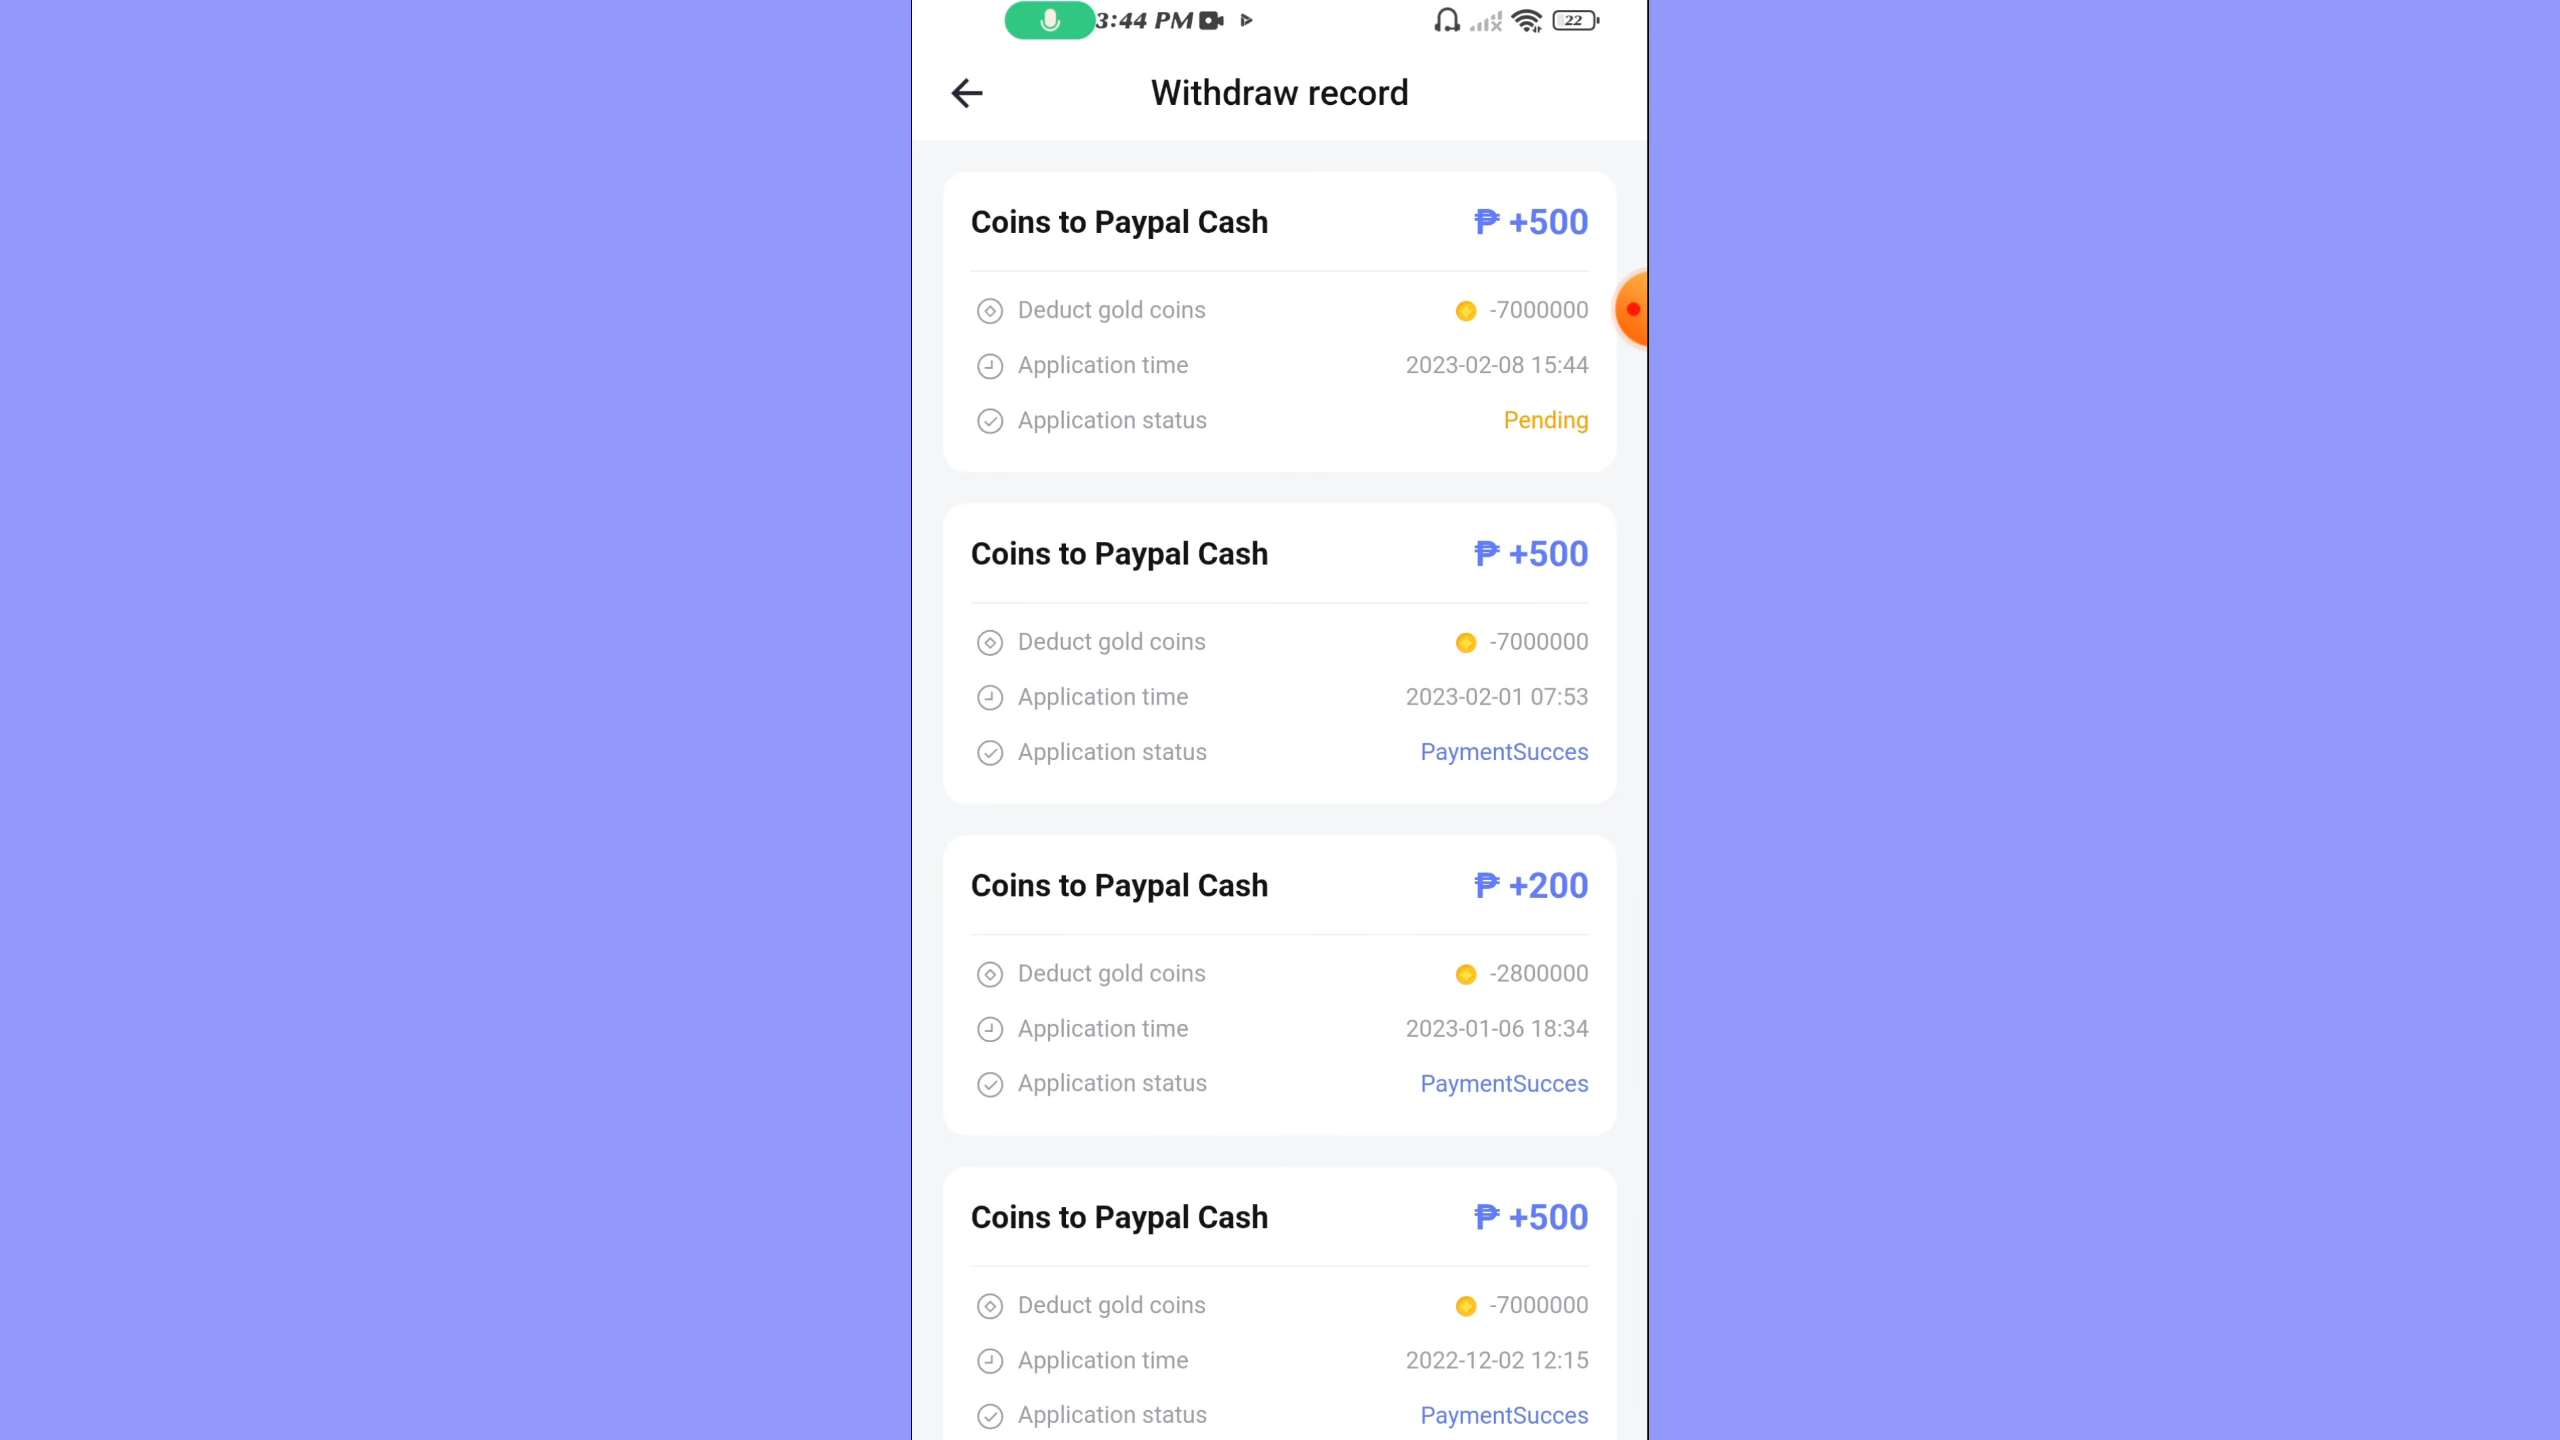 3:44 PM 22
Withdraw record
Coins to Paypal Cash ₱ +500
Deduct gold coins -7000000
Application time 2023-02-08 15:44
Application status Pending
Coins to Paypal Cash ₱ +500
Deduct gold coins -7000000
Application time 2023-02-01 07:53
Application status PaymentSucces
Coins to Paypal Cash ₱ +200
Deduct gold coins -2800000
Application time 2023-01-06 18:34
Application status PaymentSucces
Coins to Paypal Cash ₱ +500
Deduct gold coins -7000000
Application time 2022-12-02 12:15
Application status PaymentSucces